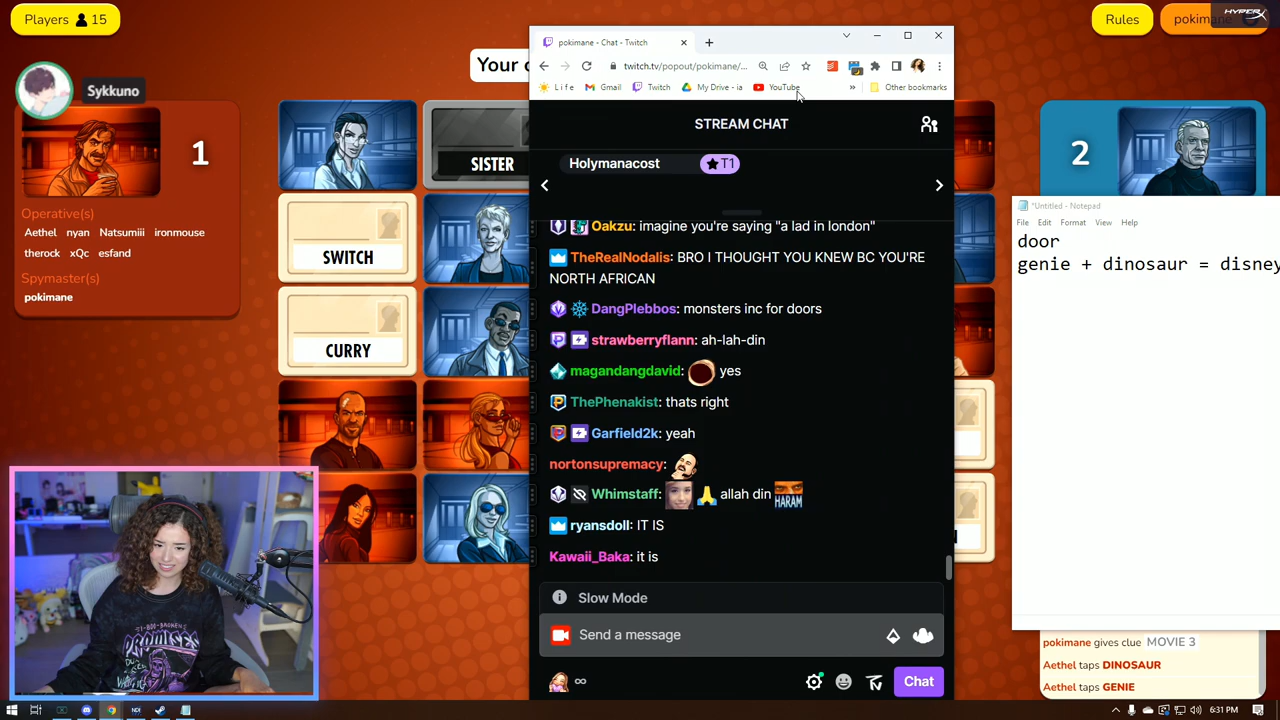 Players 15
Rules
pokimane
HYPERX
Your
Sykkuno
1
Operative(s)
Aethel nyan Natsumiii ironmouse
therock xQc esfand
Spymaster(s)
pokimane
SISTER
SWITCH
CURRY
pokimane - Chat - Twitch
twitch.tv/popout/pokimane/...
Life Gmail Twitch My Drive - ia YouTube » Other bookmarks
STREAM CHAT
Holymanacost T1
Oakzu: imagine you're saying "a lad in london"
TheRealNodalis: BRO I THOUGHT YOU KNEW BC YOU'RE
NORTH AFRICAN
DangPlebbos: monsters inc for doors
strawberryflann: ah-lah-din
magandangdavid: yes
ThePhenakist: thats right
Garfield2k: yeah
nortonsupremacy:
Whimstaff: allah din HARAM
ryansdoll: IT IS
Kawaii_Baka: it is
Slow Mode
Send a message
Chat
2
*Untitled - Notepad
File Edit Format View Help
door
genie + dinosaur = disney
pokimane gives clue MOVIE 3
Aethel taps DINOSAUR
Aethel taps GENIE
6:31 PM